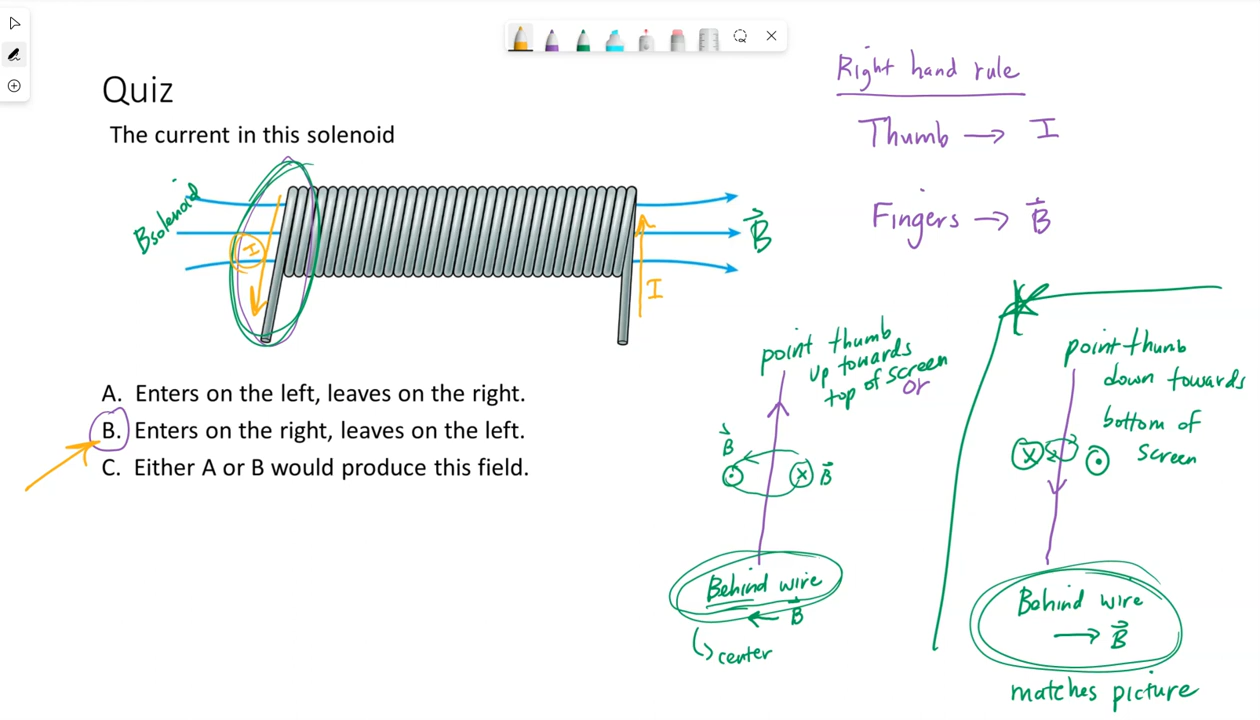 Quiz
The current in this solenoid
Bsolenoid
I
I
B
A. Enters on the left, leaves on the right.
B. Enters on the right, leaves on the left.
C. Either A or B would produce this field.
Right hand rule
Thumb → I
Fingers → B
point thumb
up towards
top of screen
or
B
B
Behind wire
← B
↳ center
point thumb
down towards
bottom of
screen
Behind wire
→ B
matches picture